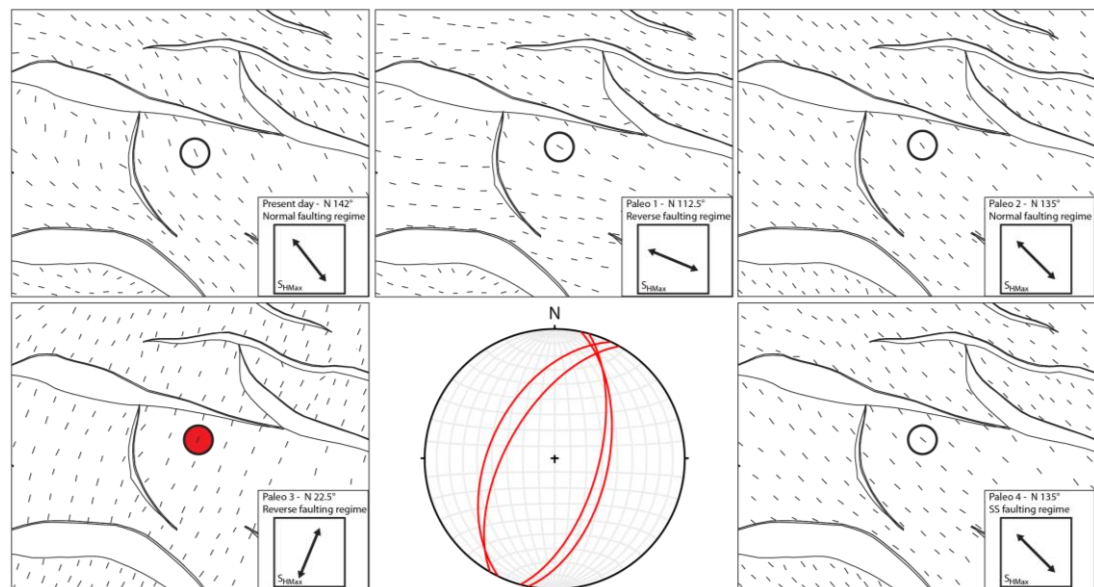 Present day - N 142°
Normal faulting regime
SHMax
Paleo 1 - N 112.5°
Reverse faulting regime
SHMax
Paleo 2 - N 135°
Normal faulting regime
SHMax
Paleo 3 - N 22.5°
Reverse faulting regime
SHMax
N
Paleo 4 - N 135°
SS faulting regime
SHMax